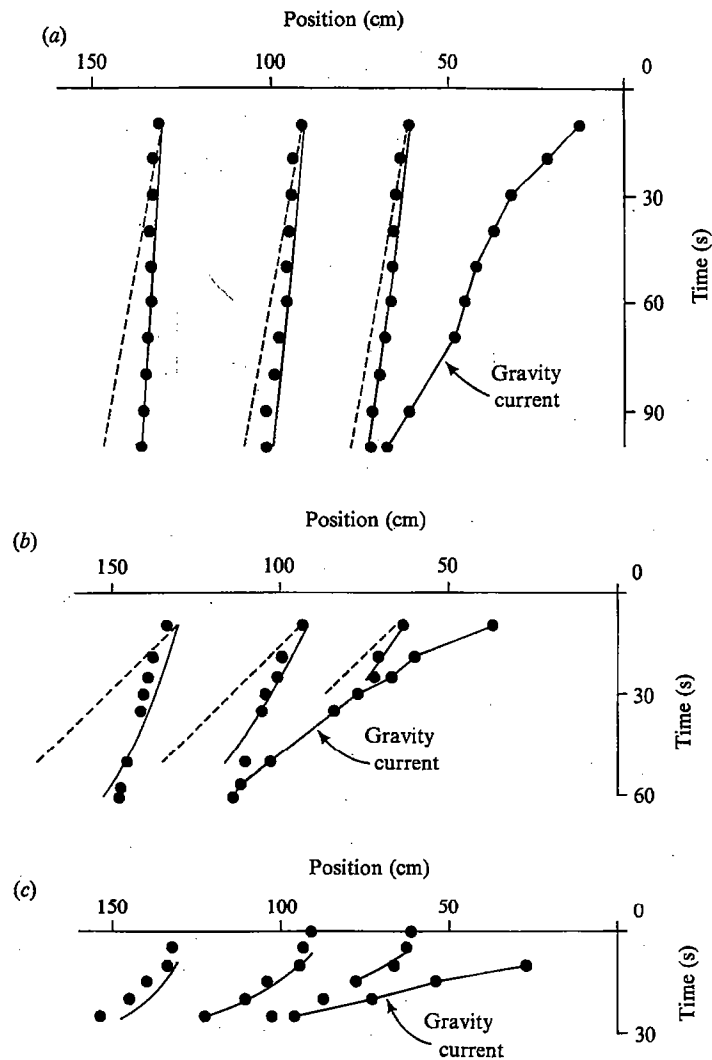 Position (cm)
(a)
150 100 50 0
30
60
90
Time (s)
Gravity
current
Position (cm)
(b)
150 100 50 0
30
60
Time (s)
Gravity
current
Position (cm)
(c)
150 100 50 0
30
Time (s)
Gravity
current